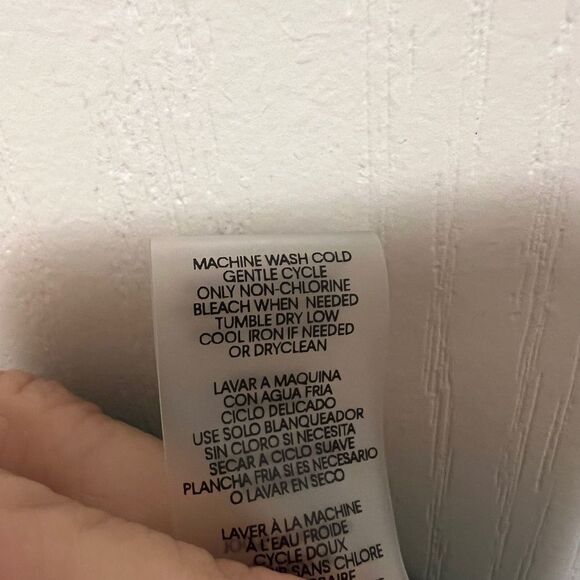 MACHINE WASH COLD
GENTLE CYCLE
ONLY NON-CHLORINE
BLEACH WHEN NEEDED
TUMBLE DRY LOW
COOL IRON IF NEEDED
OR DRYCLEAN
LAVAR A MAQUINA
CON AGUA FRIA
CICLO DELICADO
USE SOLO BLANQUEADOR
SIN CLORO SI NECESITA
SECAR A CICLO SUAVE
PLANCHA FRIA SI ES NECESARIO
O LAVAR EN SECO
LAVER À LA MACHINE
À L'EAU FROIDE
CYCLE DOUX
SANS CHLORE